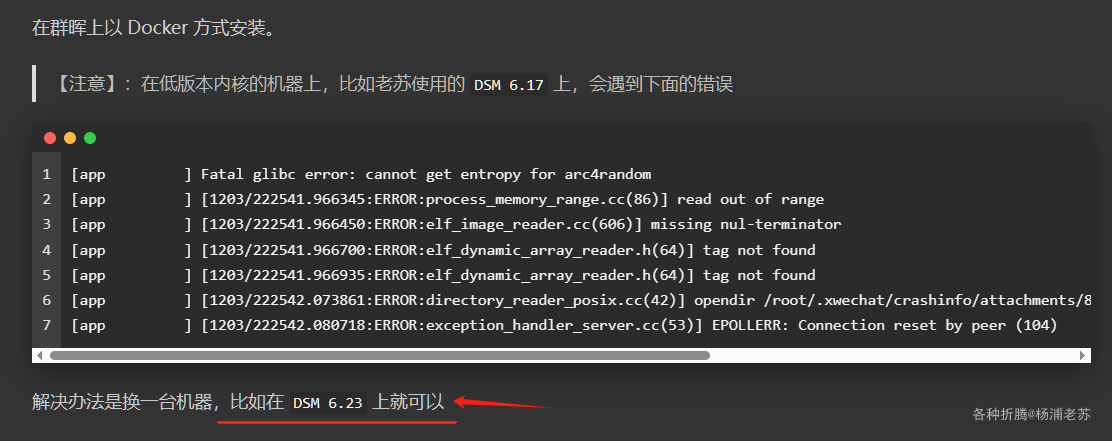 在群晖上以 Docker 方式安装。
【注意】：在低版本内核的机器上，比如老苏使用的 DSM 6.17 上，会遇到下面的错误
1 [app         ] Fatal glibc error: cannot get entropy for arc4random
2 [app         ] [1203/222541.966345:ERROR:process_memory_range.cc(86)] read out of range
3 [app         ] [1203/222541.966450:ERROR:elf_image_reader.cc(606)] missing nul-terminator
4 [app         ] [1203/222541.966700:ERROR:elf_dynamic_array_reader.h(64)] tag not found
5 [app         ] [1203/222541.966935:ERROR:elf_dynamic_array_reader.h(64)] tag not found
6 [app         ] [1203/222542.073861:ERROR:directory_reader_posix.cc(42)] opendir /root/.xwechat/crashinfo/attachments/8
7 [app         ] [1203/222542.080718:ERROR:exception_handler_server.cc(53)] EPOLLERR: Connection reset by peer (104)
解决办法是换一台机器，比如在 DSM 6.23 上就可以
各种折腾@杨浦老苏